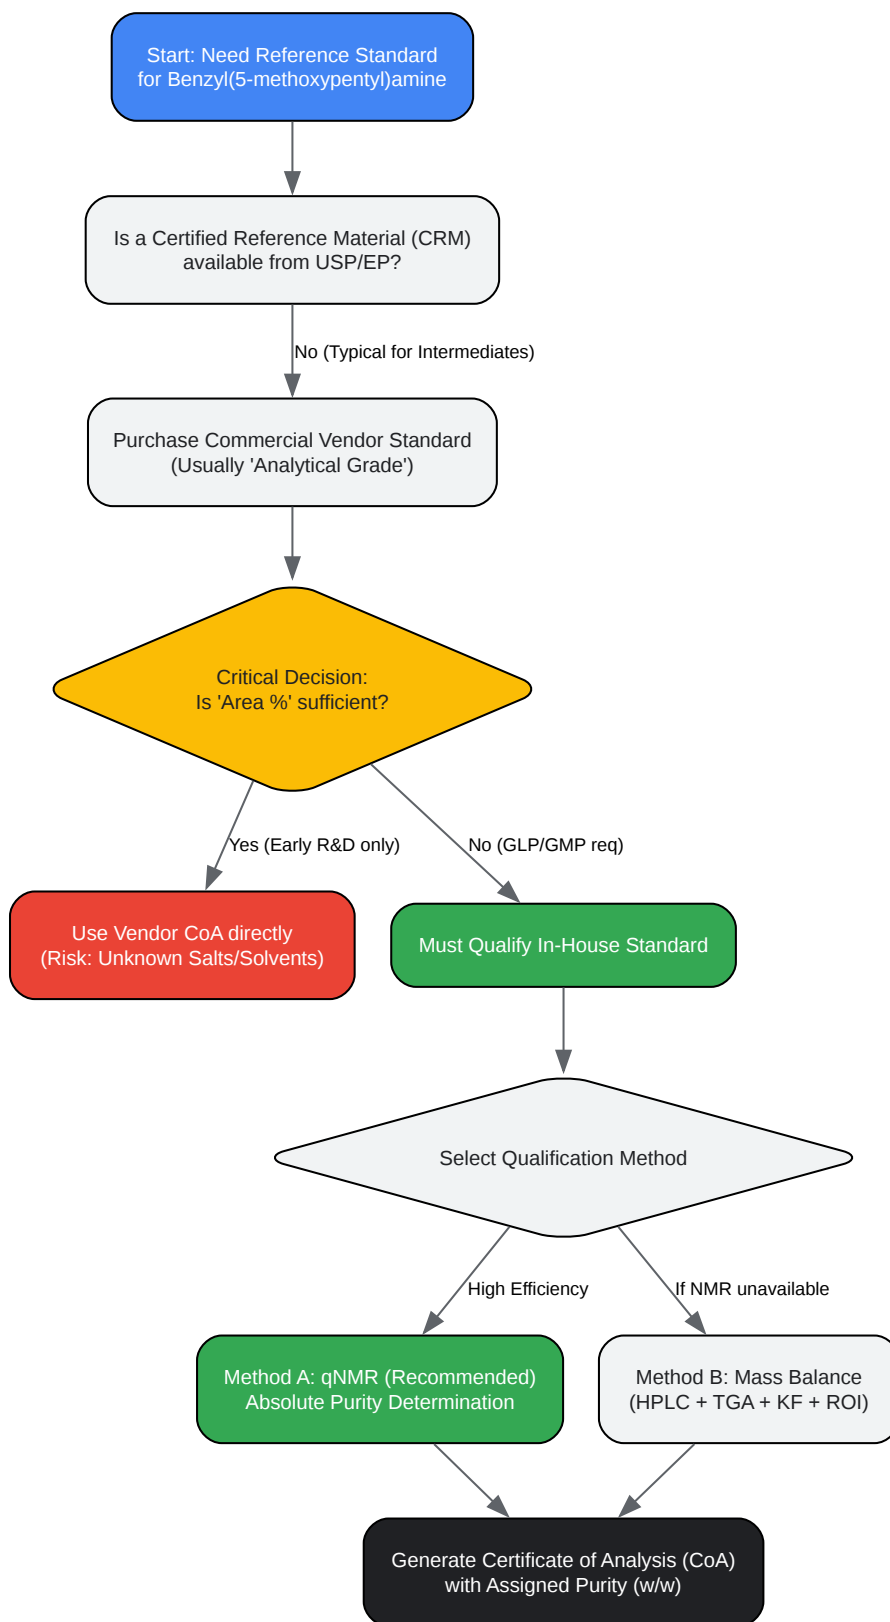 Start: Need Reference Standard
for Benzyl(5-methoxypentyl)amine
Is a Certified Reference Material (CRM)
available from USP/EP?
No (Typical for Intermediates)
Purchase Commercial Vendor Standard
(Usually 'Analytical Grade')
Critical Decision:
Is 'Area %' sufficient?
Yes (Early R&D only)
No (GLP/GMP req)
Use Vendor CoA directly
(Risk: Unknown Salts/Solvents)
Must Qualify In-House Standard
Select Qualification Method
High Efficiency
If NMR unavailable
Method A: qNMR (Recommended)
Absolute Purity Determination
Method B: Mass Balance
(HPLC + TGA + KF + ROI)
Generate Certificate of Analysis (CoA)
with Assigned Purity (w/w)